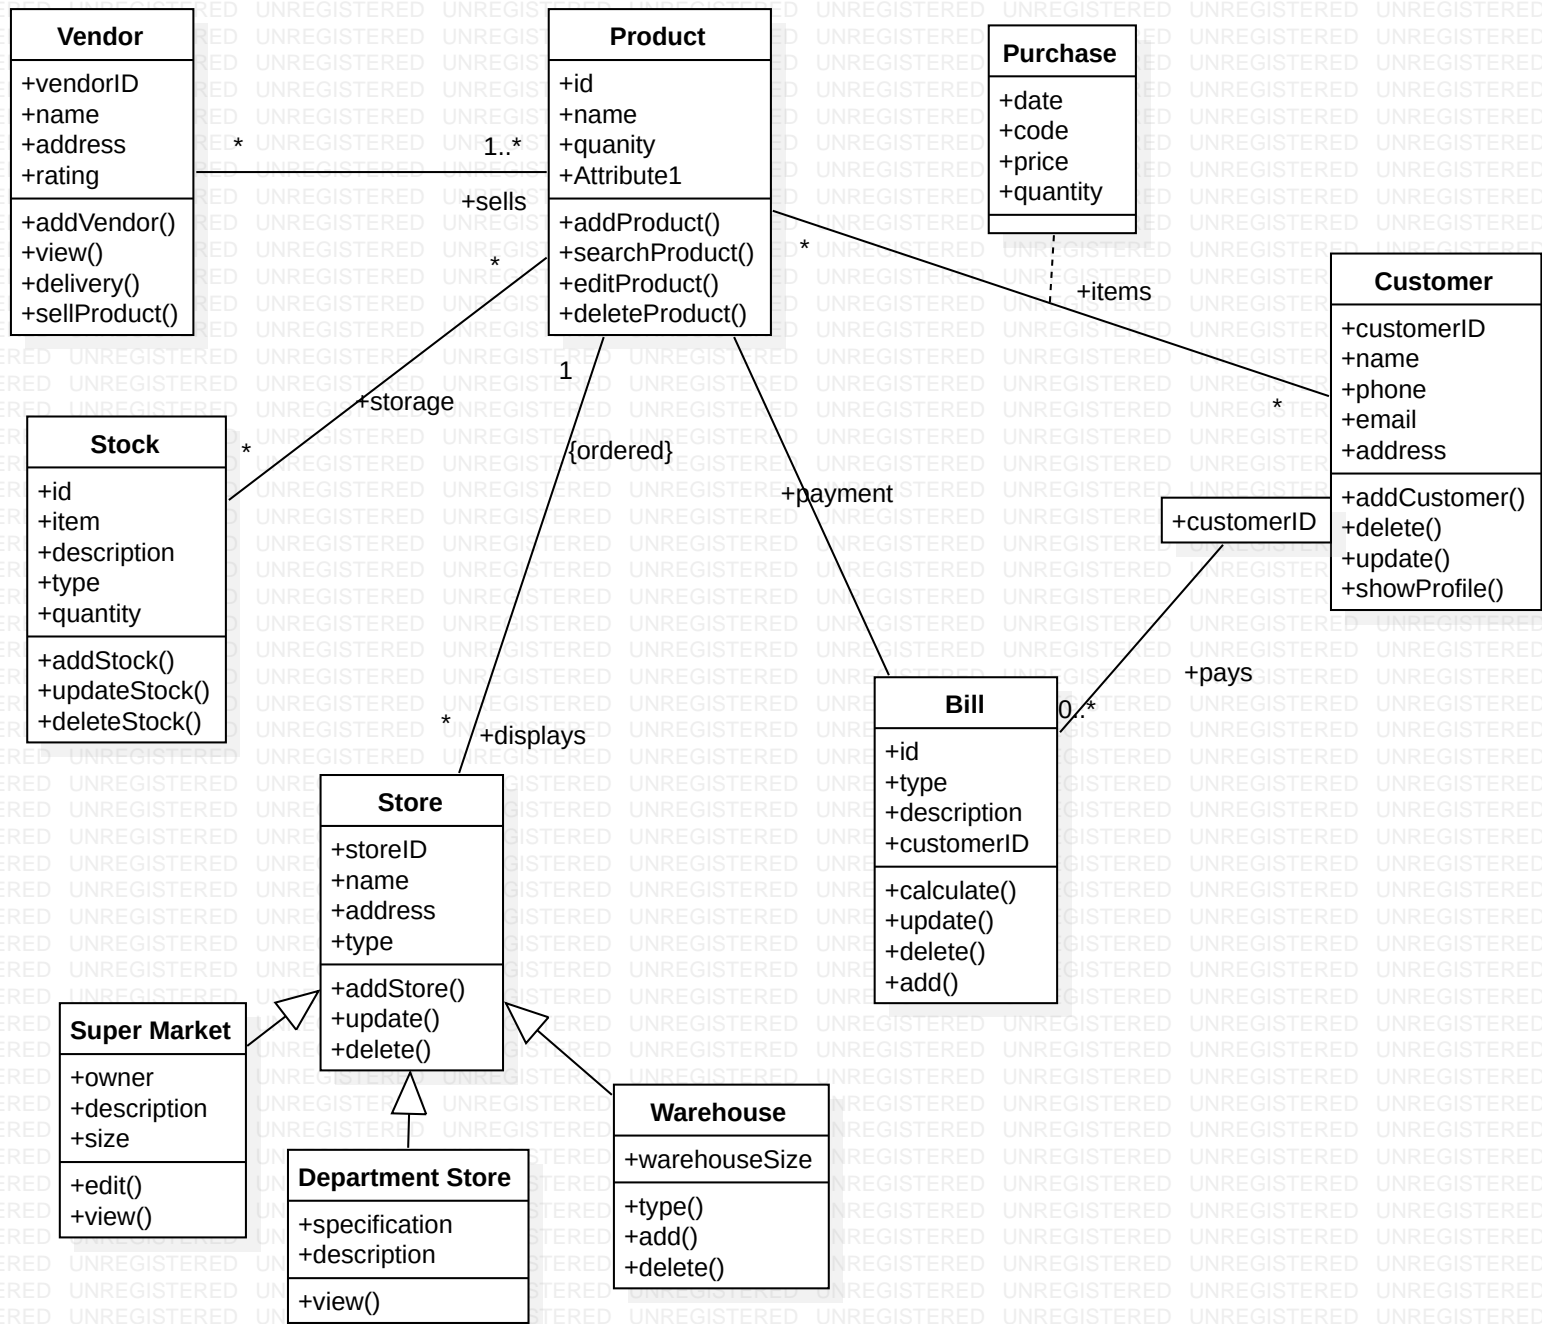 Vendor
+vendorID
+name
+address
+rating
+addVendor()
+view()
+delivery()
+sellProduct()
*
1..*
+sells
Product
+id
+name
+quanity
+Attribute1
+addProduct()
+searchProduct()
+editProduct()
+deleteProduct()
Purchase
+date
+code
+price
+quantity
*
+items
*
Customer
+customerID
+name
+phone
+email
+address
+addCustomer()
+delete()
+update()
+showProfile()
+customerID
*
+storage
*
Stock
+id
+item
+description
+type
+quantity
+addStock()
+updateStock()
+deleteStock()
1
{ordered}
*
+displays
+payment
+pays
0..*
Bill
+id
+type
+description
+customerID
+calculate()
+update()
+delete()
+add()
Store
+storeID
+name
+address
+type
+addStore()
+update()
+delete()
Super Market
+owner
+description
+size
+edit()
+view()
Department Store
+specification
+description
+view()
Warehouse
+warehouseSize
+type()
+add()
+delete()
UNREGISTERED